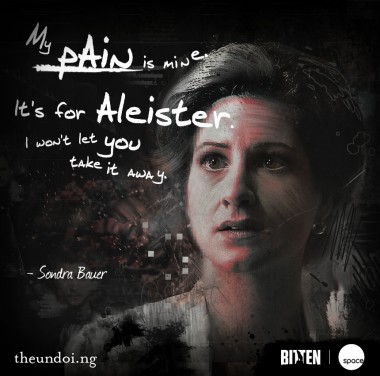 My pAin is mine.
It's for Aleister.
I won't let you
take it away.
- Sondra Bauer
theundoi.ng
BITTEN
space